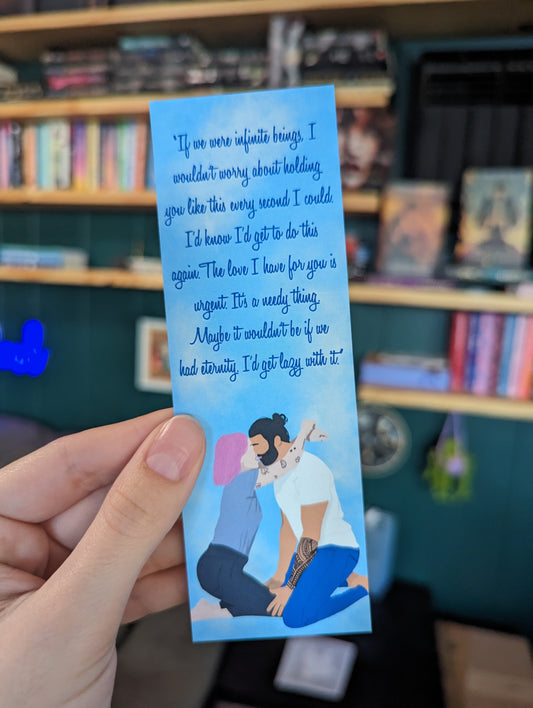 "If we were infinite beings, I
wouldn't worry about holding
you like this every second I could.
I'd know I'd get to do this
again. The love I have for you is
urgent. It's a needy thing.
Maybe it wouldn't be if we
had eternity, I'd get lazy with it."